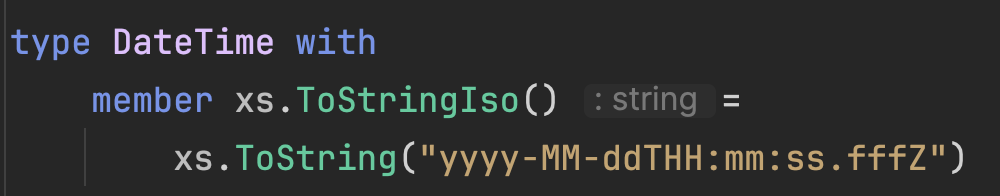 type DateTime with
member xs.ToStringIso() : string =
xs.ToString("yyyy-MM-ddTHH:mm:ss.fffZ")